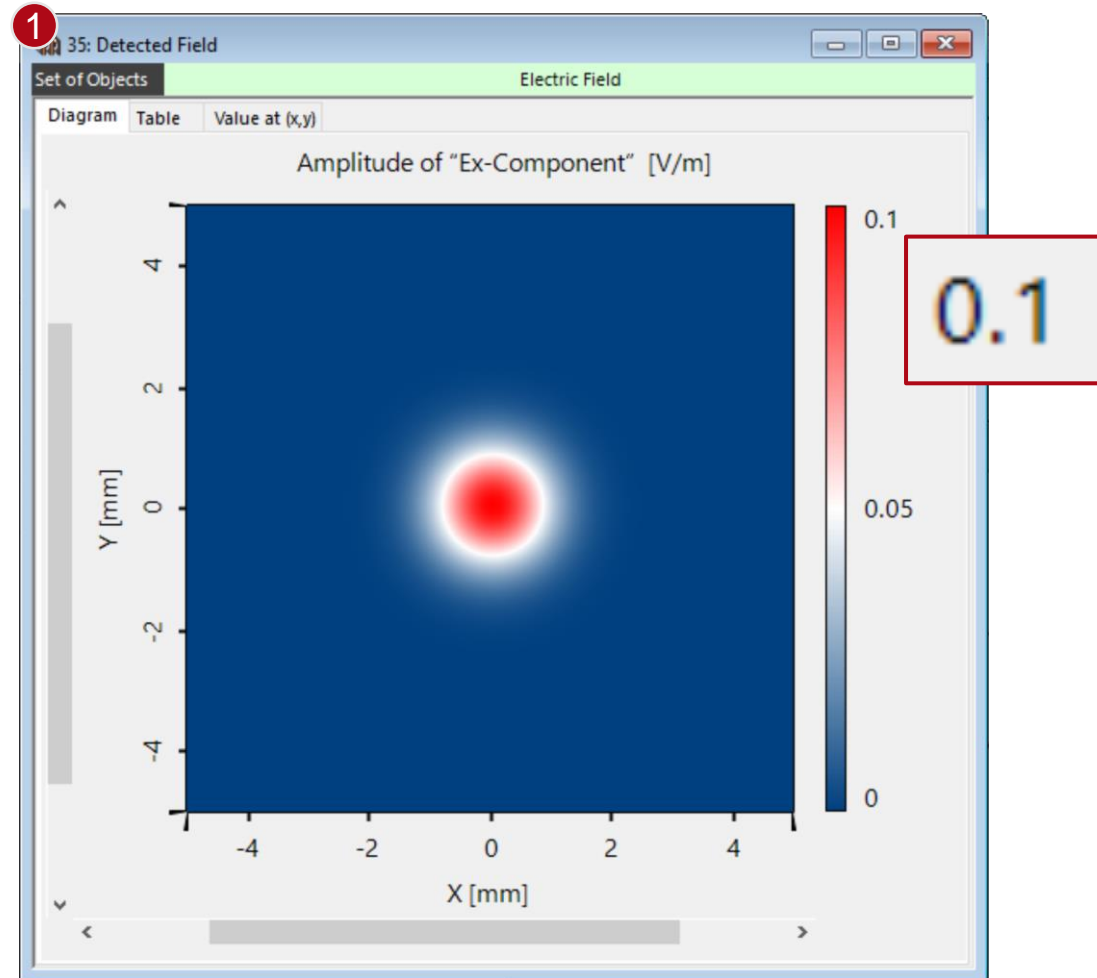 1
35: Detected Field
Set of Objects Electric Field
Diagram Table Value at (x,y)
Amplitude of “Ex-Component” [V/m]
0.1
0.1
4
2
Y [mm]
0
0.05
-2
-4
0
-4 -2 0 2 4
X [mm]